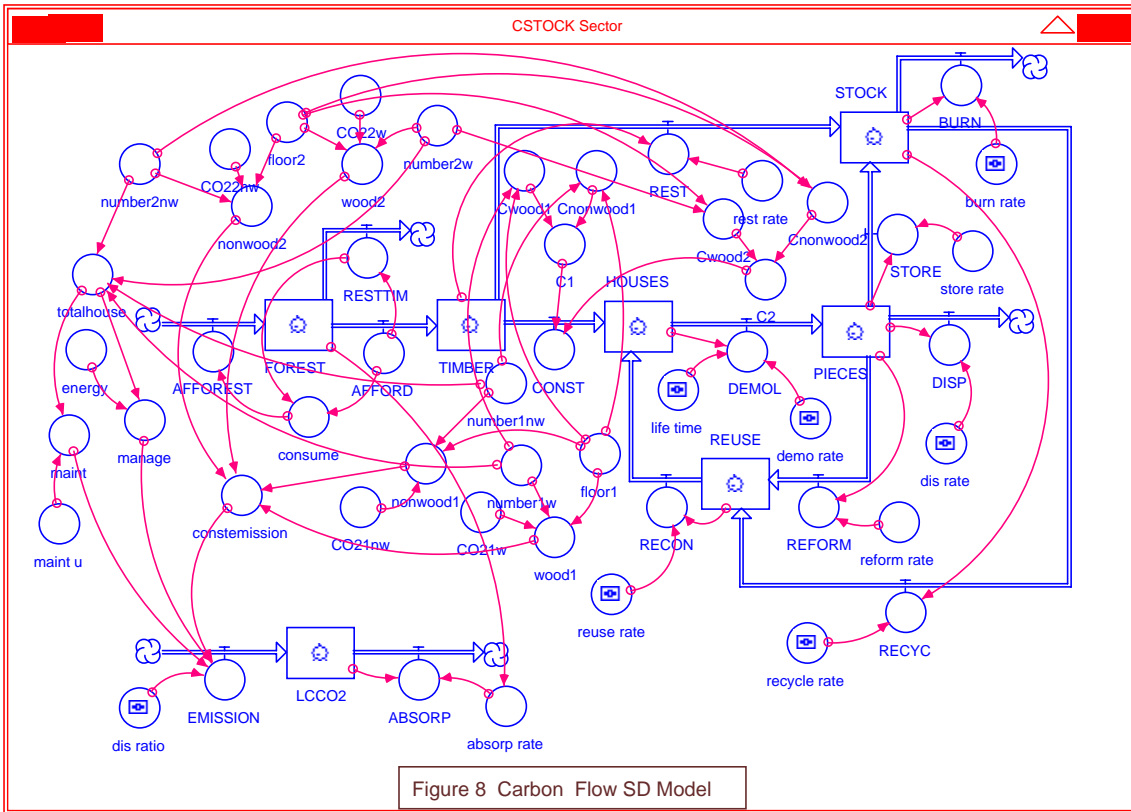 CSTOCK Sector
STOCK
BURN
burn rate
CO22w
floor2
number2w
CO22nw
number2nw
wood2
nonwood2
REST
rest rate
Cwood1
Cnonwood1
Cwood2
Cnonwood2
STORE
store rate
C1
C2
totalhouse
RESTTIM
HOUSES
FOREST
TIMBER
AFFOREST
AFFORD
CONST
DEMOL
PIECES
DISP
energy
life time
demo rate
dis rate
number1nw
maint
manage
consume
REUSE
nonwood1
number1w
floor1
constemission
CO21nw
CO21w
wood1
RECON
REFORM
reform rate
maint u
reuse rate
recycle rate
RECYC
LCCO2
EMISSION
ABSORP
absorp rate
dis ratio
Figure 8 Carbon Flow SD Model